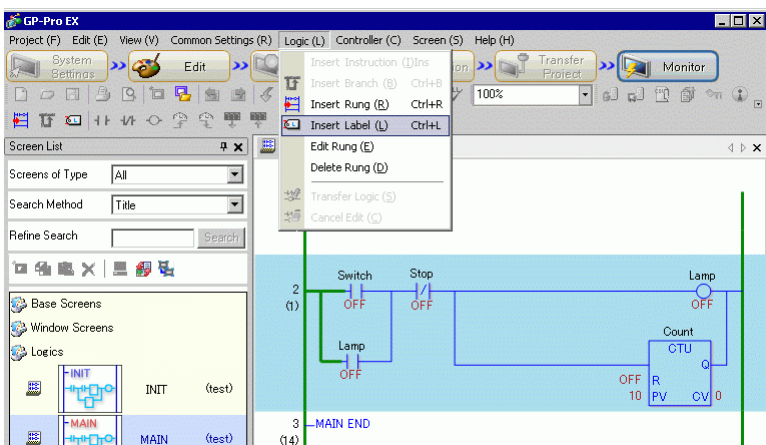 GP-Pro EX
Project (F) Edit (E) View (V) Common Settings (R) Logic (L) Controller (C) Screen (S) Help (H)
System Settings
Edit
Transfer Project
Monitor
100%
Insert Instruction (I)Ins
Insert Branch (B) Ctrl+B
Insert Rung (R) Ctrl+R
Insert Label (L) Ctrl+L
Edit Rung (E)
Delete Rung (D)
Transfer Logic (S)
Cancel Edit (C)
Screen List
Screens of Type All
Search Method Title
Refine Search Search
Base Screens
Window Screens
Logics
INIT INIT (test)
MAIN MAIN (test)
2
(1)
Switch
OFF
Stop
OFF
Lamp
OFF
Lamp
OFF
Count
CTU
Q
OFF R
10 PV CV 0
3 MAIN END
(14)